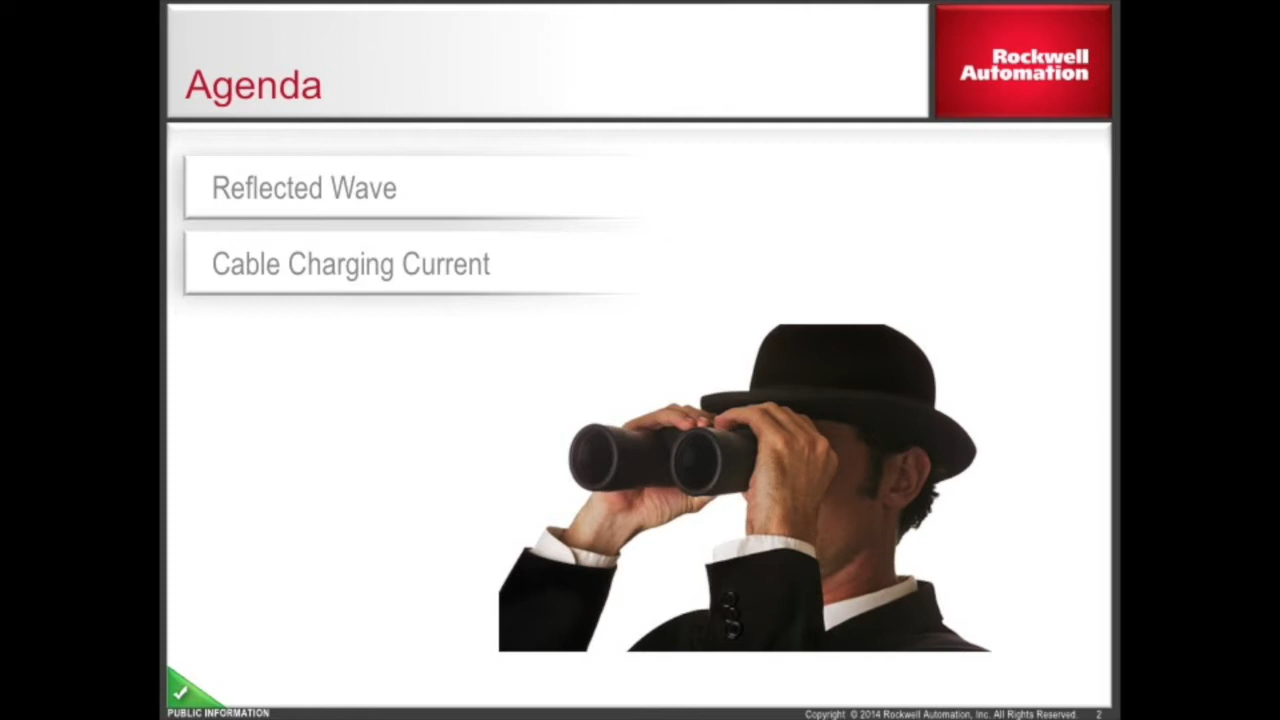 Agenda
Rockwell
Automation
Reflected Wave
Cable Charging Current
PUBLIC INFORMATION
Copyright © 2014 Rockwell Automation, Inc. All Rights Reserved. 2